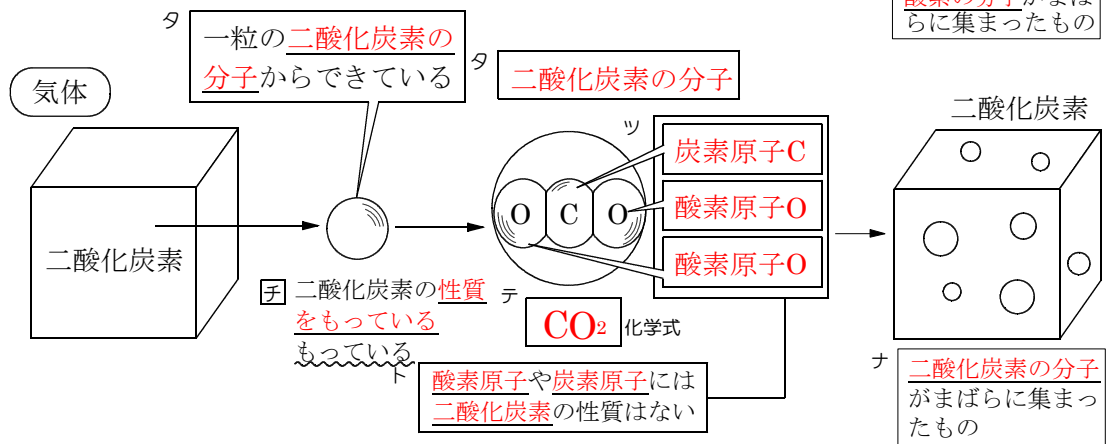 酸素の分子がまば
らに集まったもの
タ
一粒の二酸化炭素の
分子からできている
タ
二酸化炭素の分子
気体
ツ
炭素原子C
酸素原子O
酸素原子O
二酸化炭素
二酸化炭素
O C O
チ 二酸化炭素の性質
をもっている
もっている
テ
CO2 化学式
ト
酸素原子や炭素原子には
二酸化炭素の性質はない
ナ
二酸化炭素の分子
がまばらに集まっ
たもの